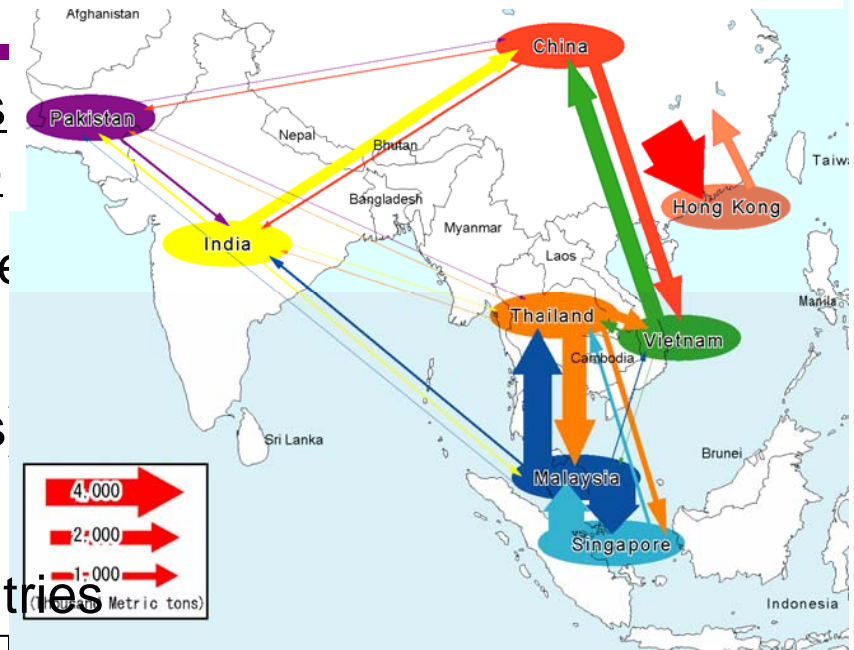 Afghanistan
China
s
Pakistan
Nepal
Bhutan
Taiwa
Bangladesh
Hong Kong
India
Myanmar
Laos
e
Manila
Thailand
Vietnam
Cambodia
s
Sri Lanka
Brunei
Malaysia
4,000
2,000
Singapore
1,000
tries
(Thousand Metric tons)
Indonesia